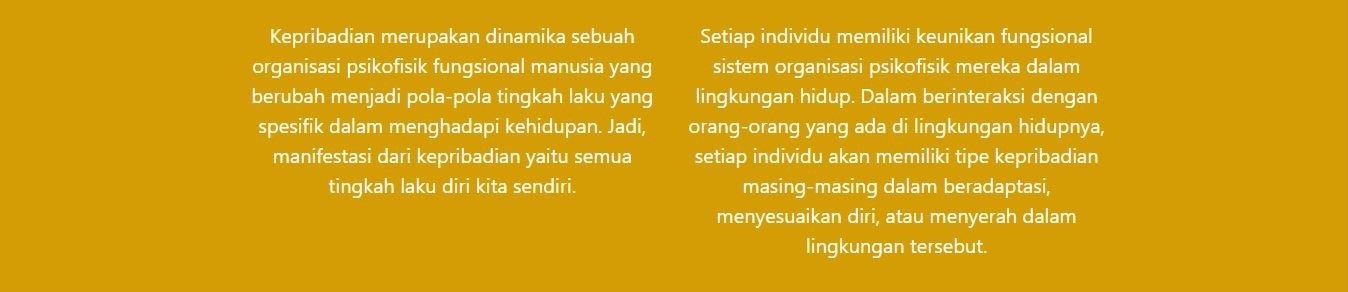 Kepribadian merupakan dinamika sebuah
organisasi psikofisik fungsional manusia yang
berubah menjadi pola-pola tingkah laku yang
spesifik dalam menghadapi kehidupan. Jadi,
manifestasi dari kepribadian yaitu semua
tingkah laku diri kita sendiri.
Setiap individu memiliki keunikan fungsional
sistem organisasi psikofisik mereka dalam
lingkungan hidup. Dalam berinteraksi dengan
orang-orang yang ada di lingkungan hidupnya,
setiap individu akan memiliki tipe kepribadian
masing-masing dalam beradaptasi,
menyesuaikan diri, atau menyerah dalam
lingkungan tersebut.